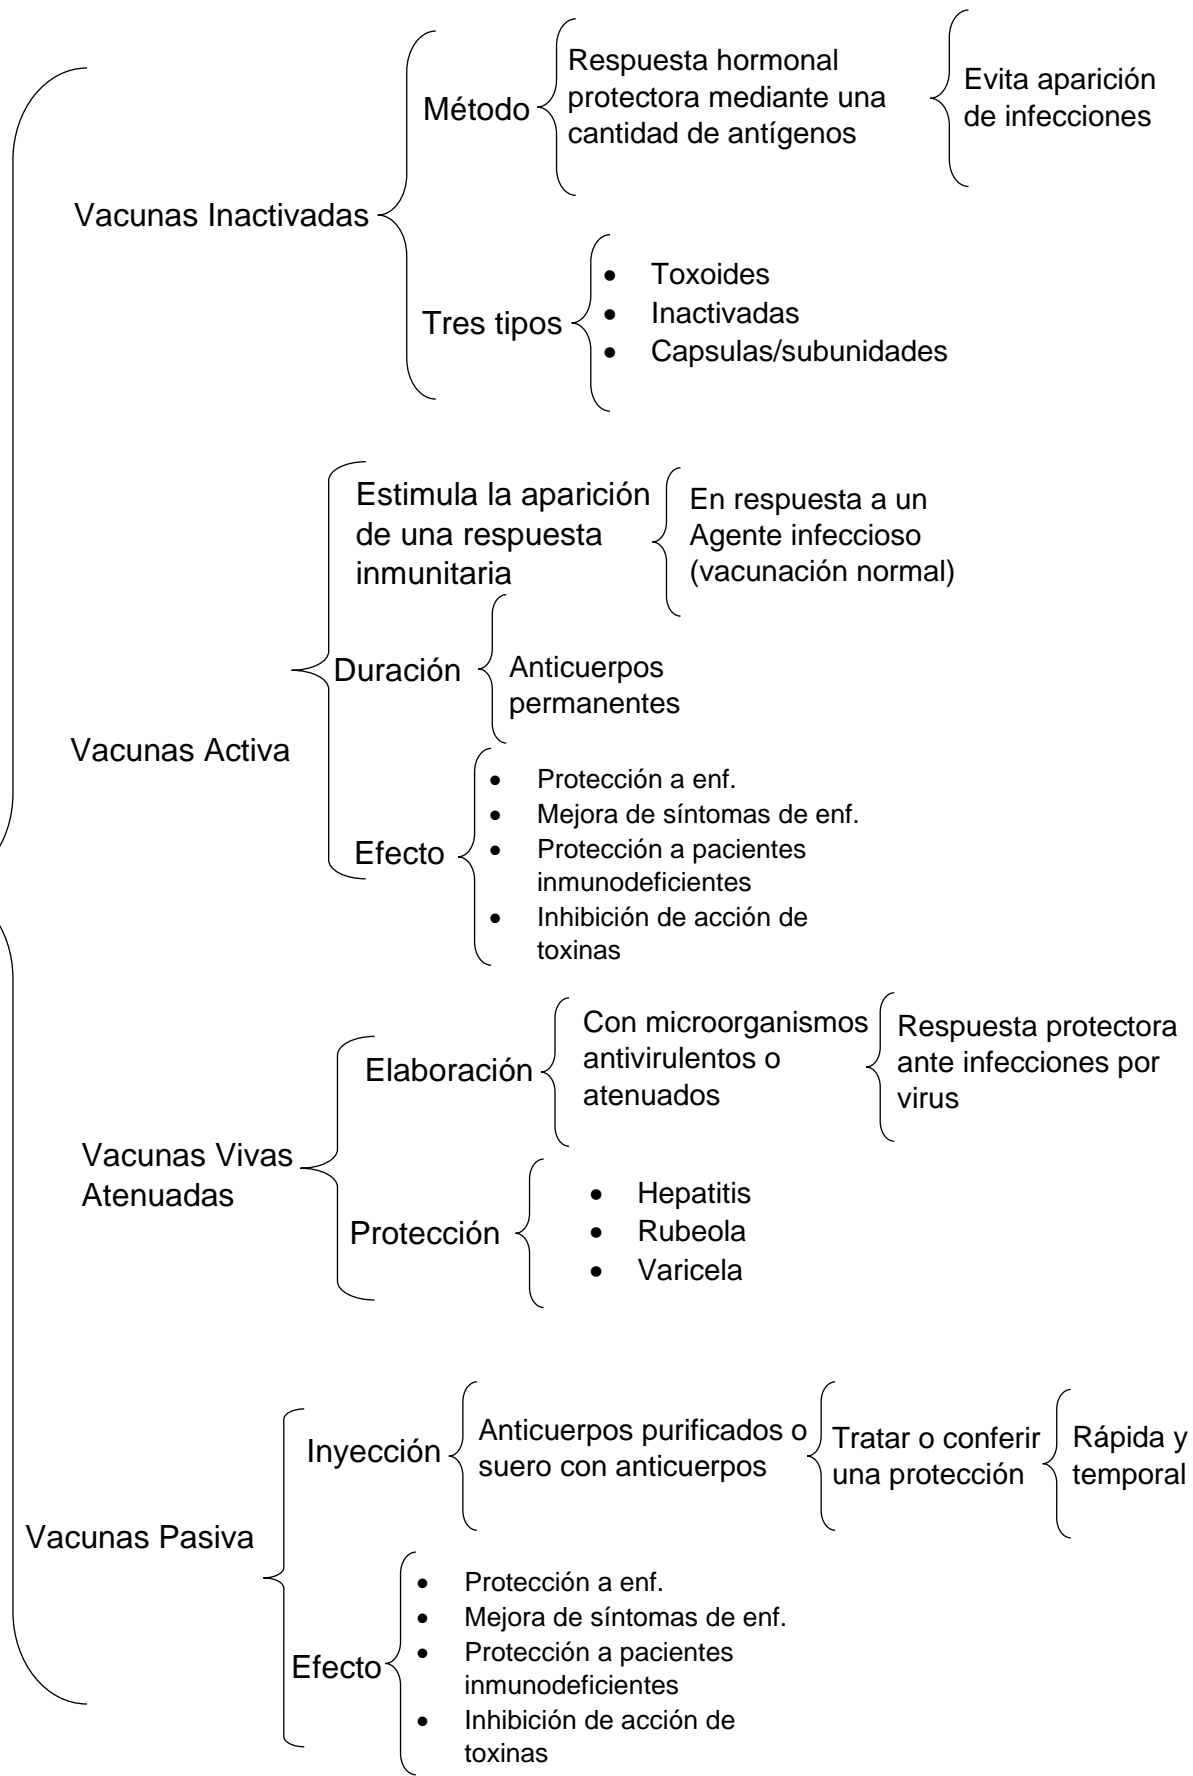 Vacunas Inactivadas
Método
Respuesta hormonal
protectora mediante una
cantidad de antígenos
Evita aparición
de infecciones
Tres tipos
• Toxoides
• Inactivadas
• Capsulas/subunidades
Vacunas Activa
Estimula la aparición
de una respuesta
inmunitaria
En respuesta a un
Agente infeccioso
(vacunación normal)
Duración
Anticuerpos
permanentes
Efecto
• Protección a enf.
• Mejora de síntomas de enf.
• Protección a pacientes
inmunodeficientes
• Inhibición de acción de
toxinas
Vacunas Vivas
Atenuadas
Elaboración
Con microorganismos
antivirulentos o
atenuados
Respuesta protectora
ante infecciones por
virus
Protección
• Hepatitis
• Rubeola
• Varicela
Vacunas Pasiva
Inyección
Anticuerpos purificados o
suero con anticuerpos
Tratar o conferir
una protección
Rápida y
temporal
Efecto
• Protección a enf.
• Mejora de síntomas de enf.
• Protección a pacientes
inmunodeficientes
• Inhibición de acción de
toxinas